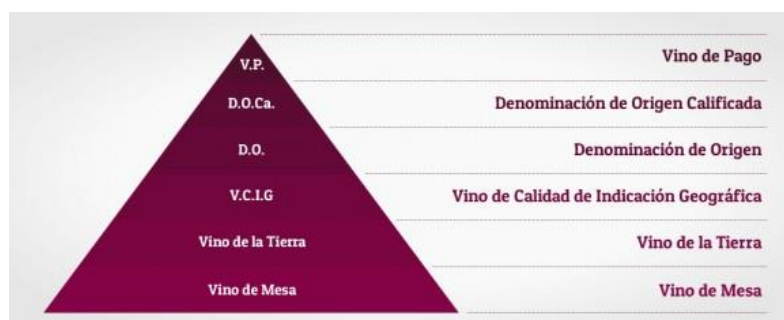 V.P.
Vino de Pago
D.O.Ca.
Denominación de Origen Calificada
D.O.
Denominación de Origen
V.C.I.G
Vino de Calidad de Indicación Geográfica
Vino de la Tierra
Vino de la Tierra
Vino de Mesa
Vino de Mesa